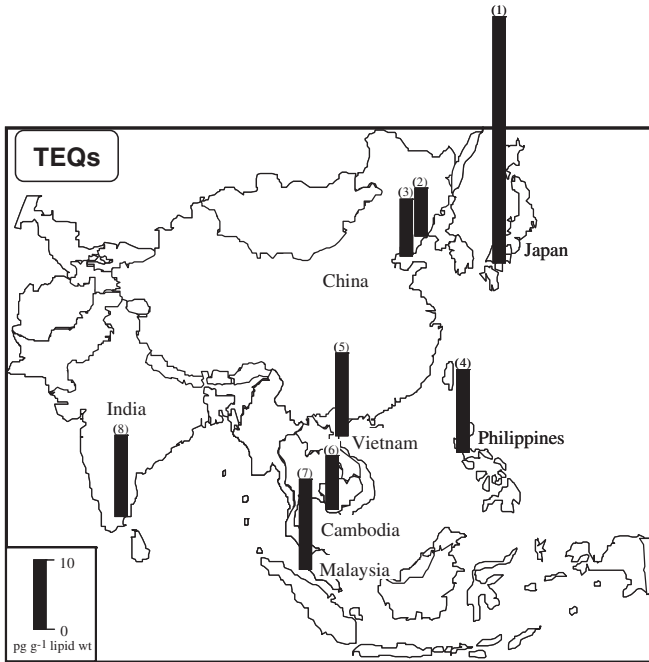 (1)
TEQs
(2)
(3)
Japan
China
(5)
(4)
India
(8)
Vietnam
Philippines
(6)
(7)
Cambodia
Malaysia
10
0
pg g-1 lipid wt